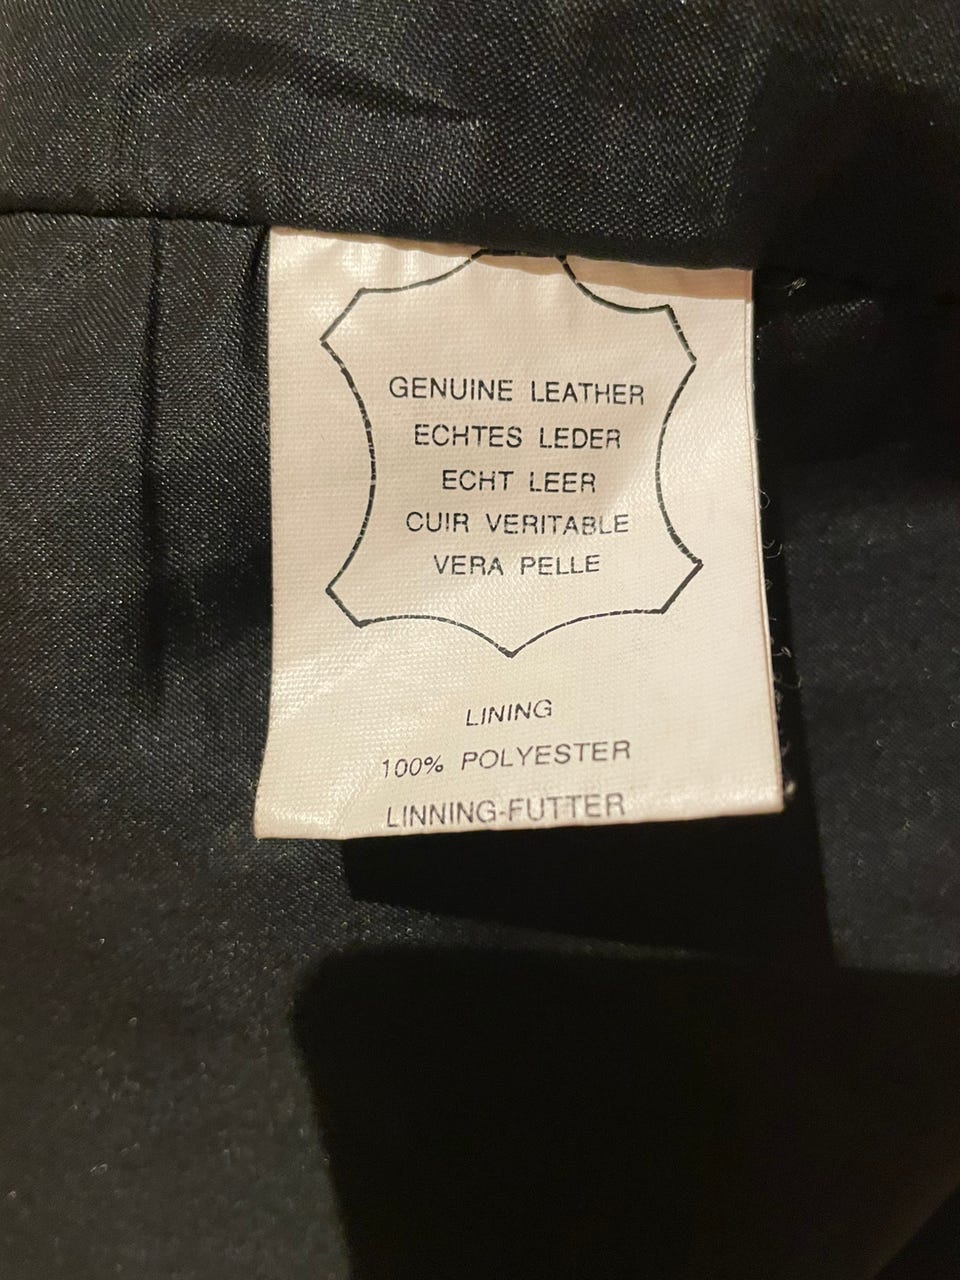 GENUINE LEATHER
ECHTES LEDER
ECHT LEER
CUIR VERITABLE
VERA PELLE
LINING
100% POLYESTER
LINNING-FUTTER